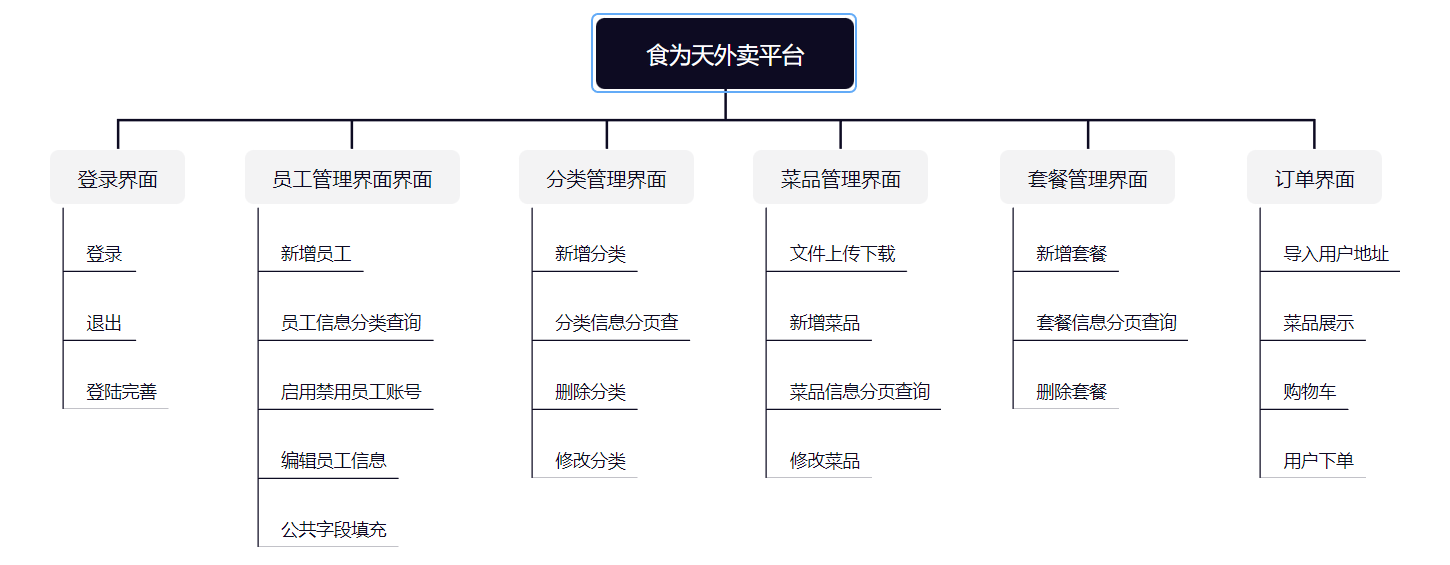 食为天外卖平台
登录界面
员工管理界面界面
分类管理界面
菜品管理界面
套餐管理界面
订单界面
登录
退出
登陆完善
新增员工
员工信息分类查询
启用禁用员工账号
编辑员工信息
公共字段填充
新增分类
分类信息分页查
删除分类
修改分类
文件上传下载
新增菜品
菜品信息分页查询
修改菜品
新增套餐
套餐信息分页查询
删除套餐
导入用户地址
菜品展示
购物车
用户下单